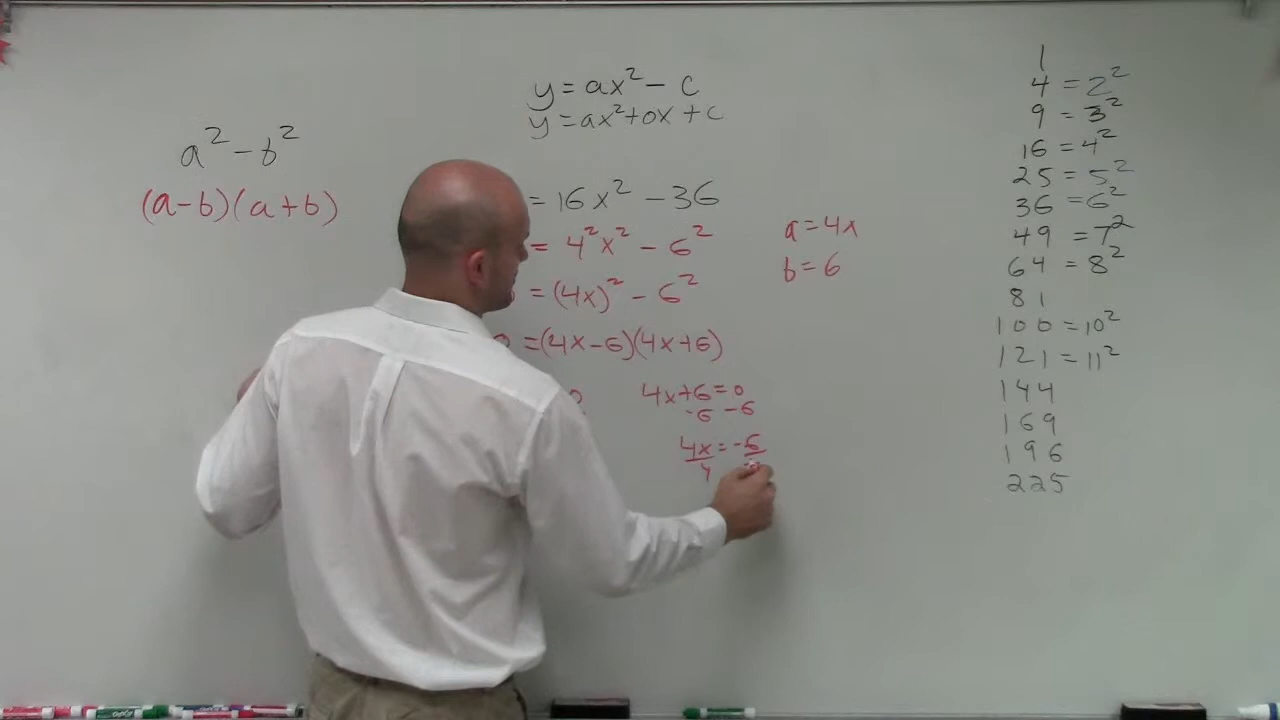 a² - b²
(a-b)(a+b)
y = ax² - c
y = ax²+0x+c
= 16x² - 36
= 4²x² - 6²
= (4x)² - 6²
0 = (4x-6)(4x+6)
4x+6=0
-6 -6
4x = -6
4
a=4x
b=6
1
4 = 2²
9 = 3²
16 = 4²
25 = 5²
36 = 6²
49 = 7²
64 = 8²
81
100 = 10²
121 = 11²
144
169
196
225